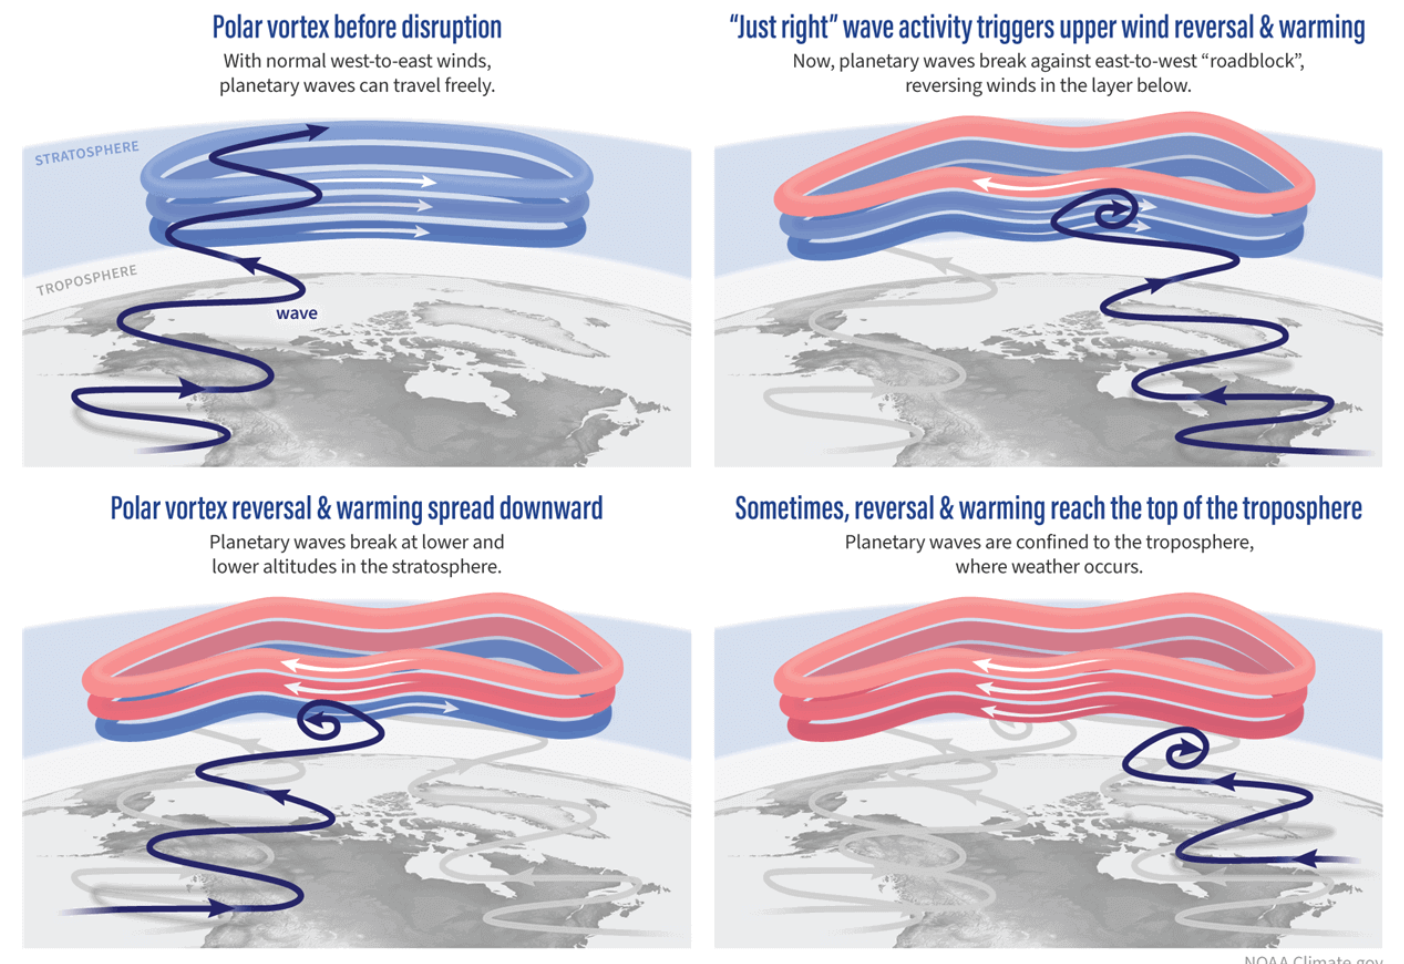 Polar vortex before disruption
With normal west-to-east winds,
planetary waves can travel freely.
STRATOSPHERE
TROPOSPHERE
wave
“Just right” wave activity triggers upper wind reversal & warming
Now, planetary waves break against east-to-west “roadblock”,
reversing winds in the layer below.
Polar vortex reversal & warming spread downward
Planetary waves break at lower and
lower altitudes in the stratosphere.
Sometimes, reversal & warming reach the top of the troposphere
Planetary waves are confined to the troposphere,
where weather occurs.
NOAA Climate.gov